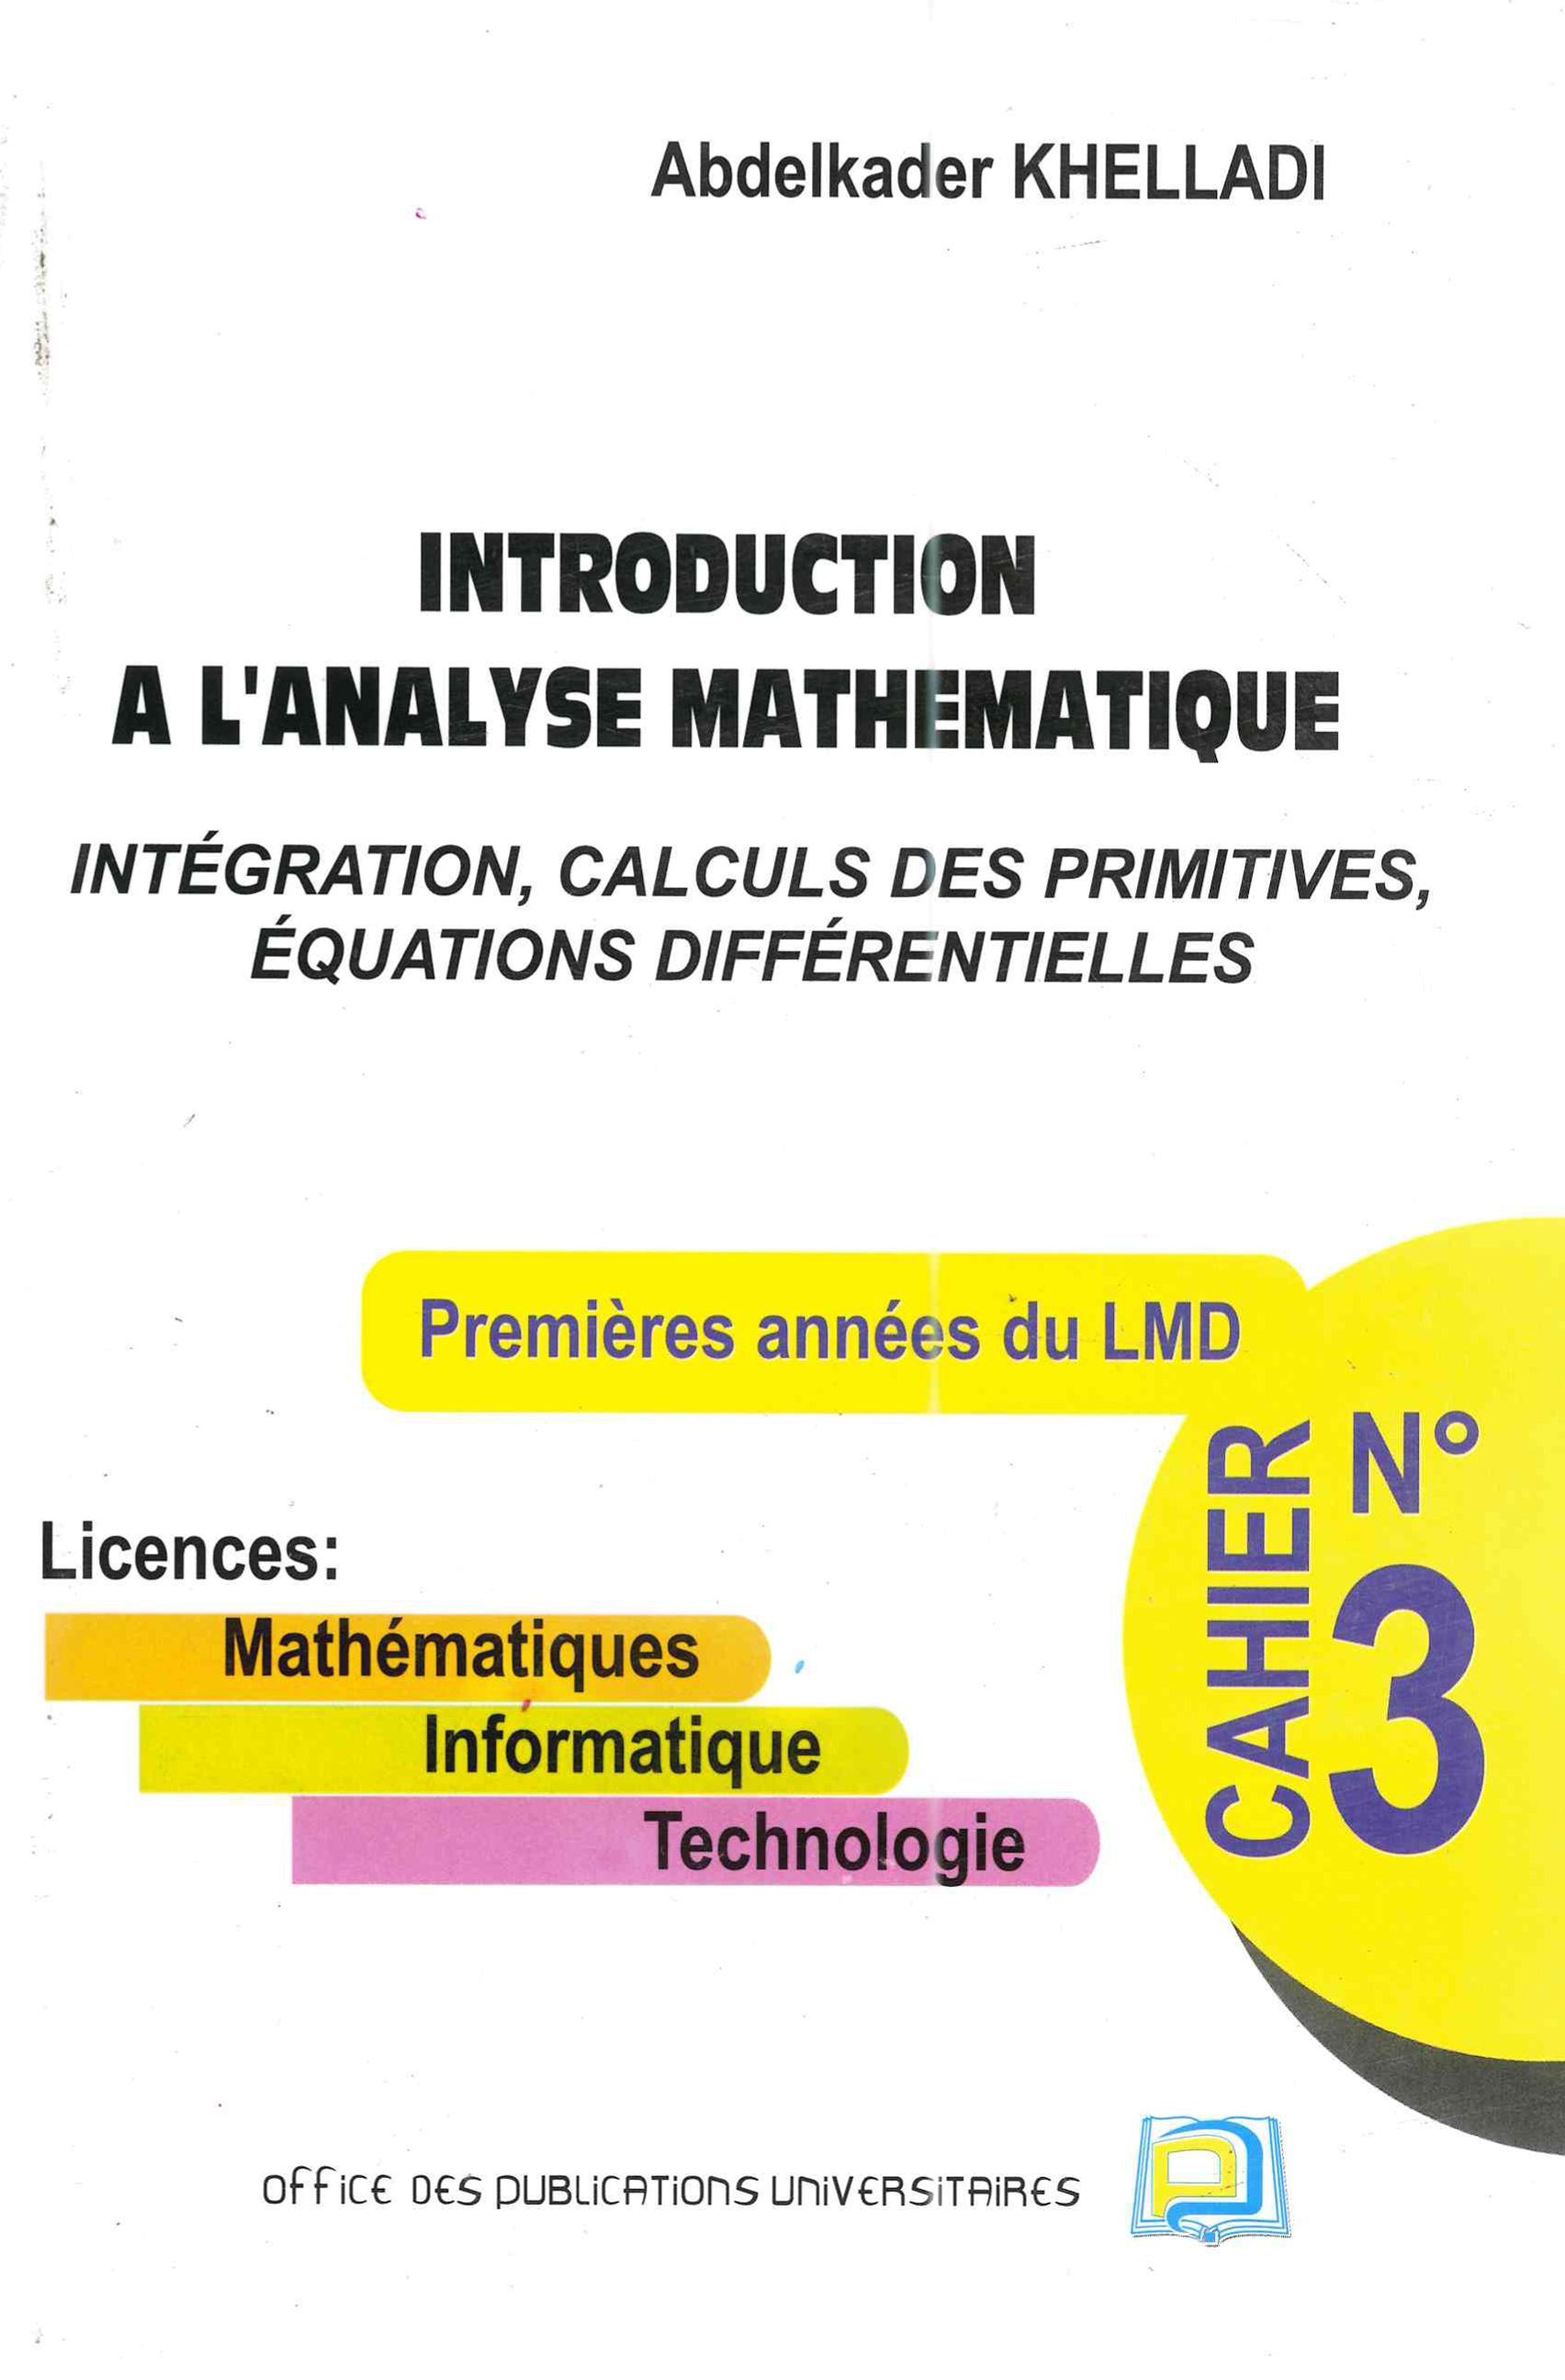 Abdelkader KHELLADI
INTRODUCTION
A L'ANALYSE MATHEMATIQUE
INTÉGRATION, CALCULS DES PRIMITIVES,
ÉQUATIONS DIFFÉRENTIELLES
Premières années du LMD
CAHIER
N°
3
Licences:
Mathématiques
Informatique
Technologie
OFFICE DES PUBLICATIONS UNIVERSITAIRES